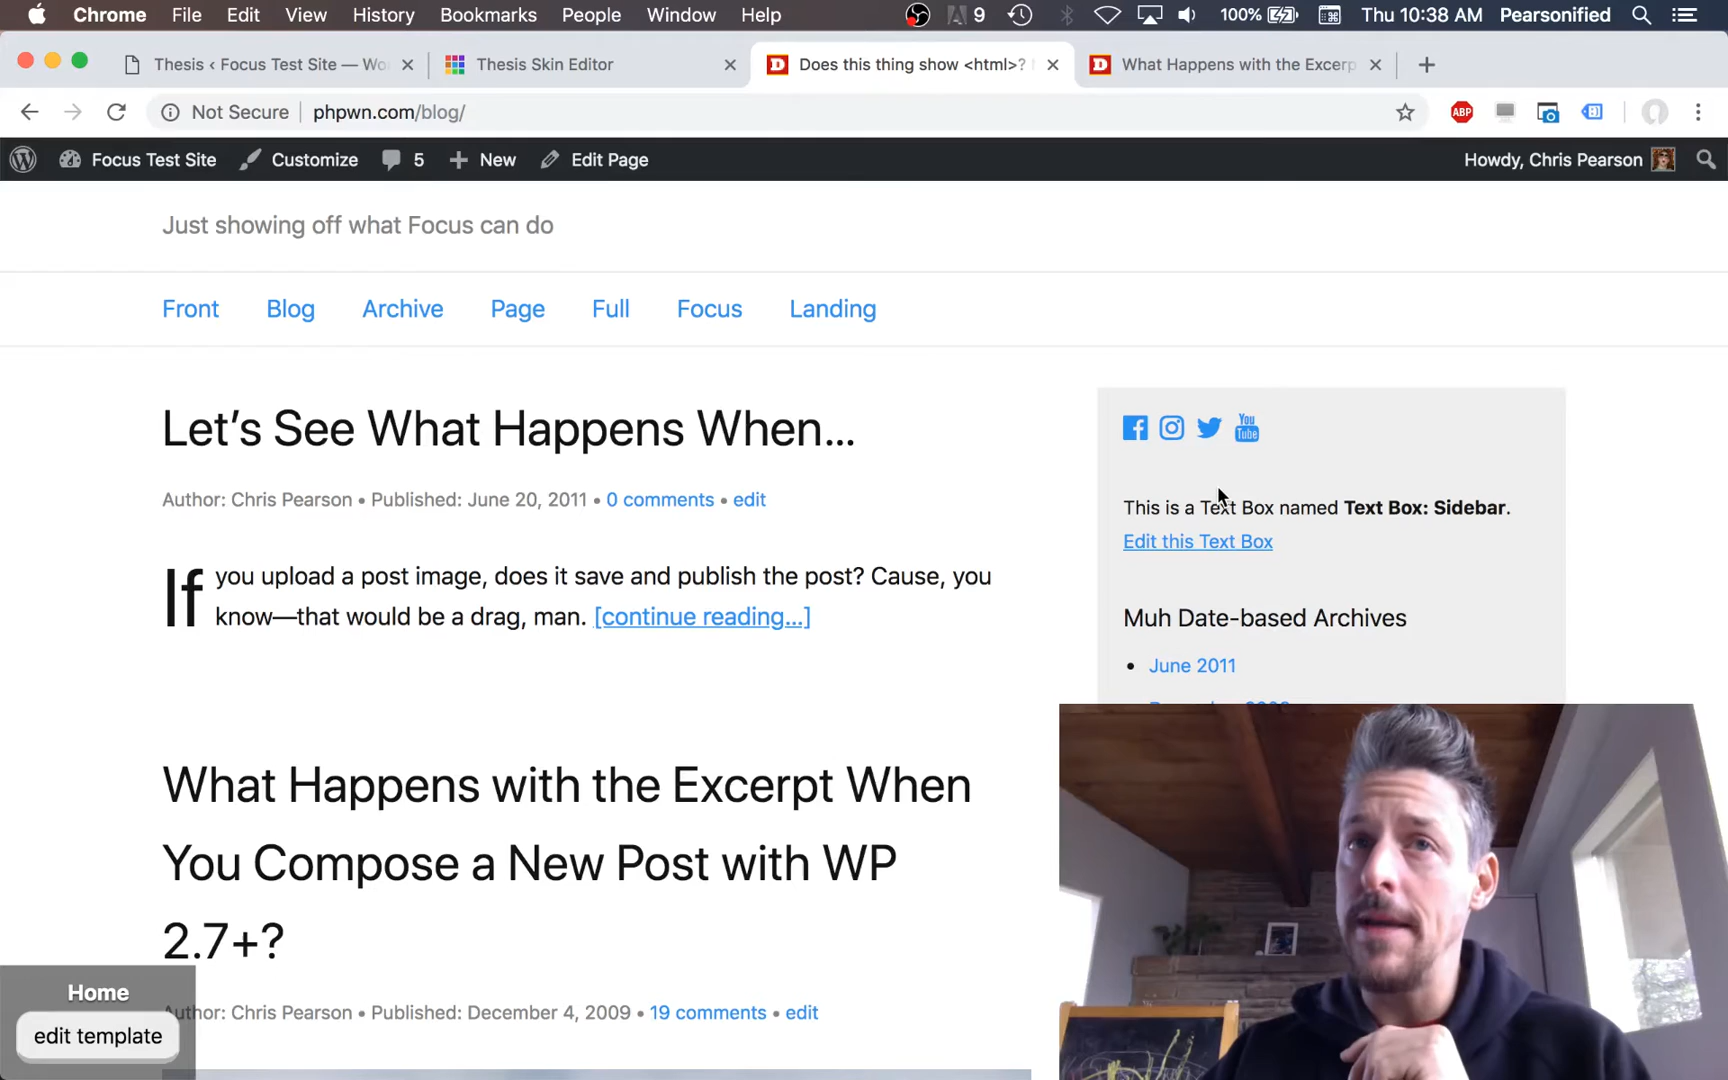 Chrome File Edit View History Bookmarks People Window Help 9 100% Thu 10:38 AM Pearsonified
Thesis ‹ Focus Test Site — Wo Thesis Skin Editor Does this thing show <html>? What Happens with the Excerp
Not Secure phpwn.com/blog/ ABP
Focus Test Site Customize 5 New Edit Page Howdy, Chris Pearson
Just showing off what Focus can do
Front Blog Archive Page Full Focus Landing
Let’s See What Happens When…
Author: Chris Pearson • Published: June 20, 2011 • 0 comments • edit
If you upload a post image, does it save and publish the post? Cause, you
know—that would be a drag, man. [continue reading…]
What Happens with the Excerpt When
You Compose a New Post with WP
2.7+?
thor: Chris Pearson • Published: December 4, 2009 • 19 comments • edit
You
Tube
This is a Text Box named Text Box: Sidebar.
Edit this Text Box
Muh Date-based Archives
• June 2011
Home
edit template